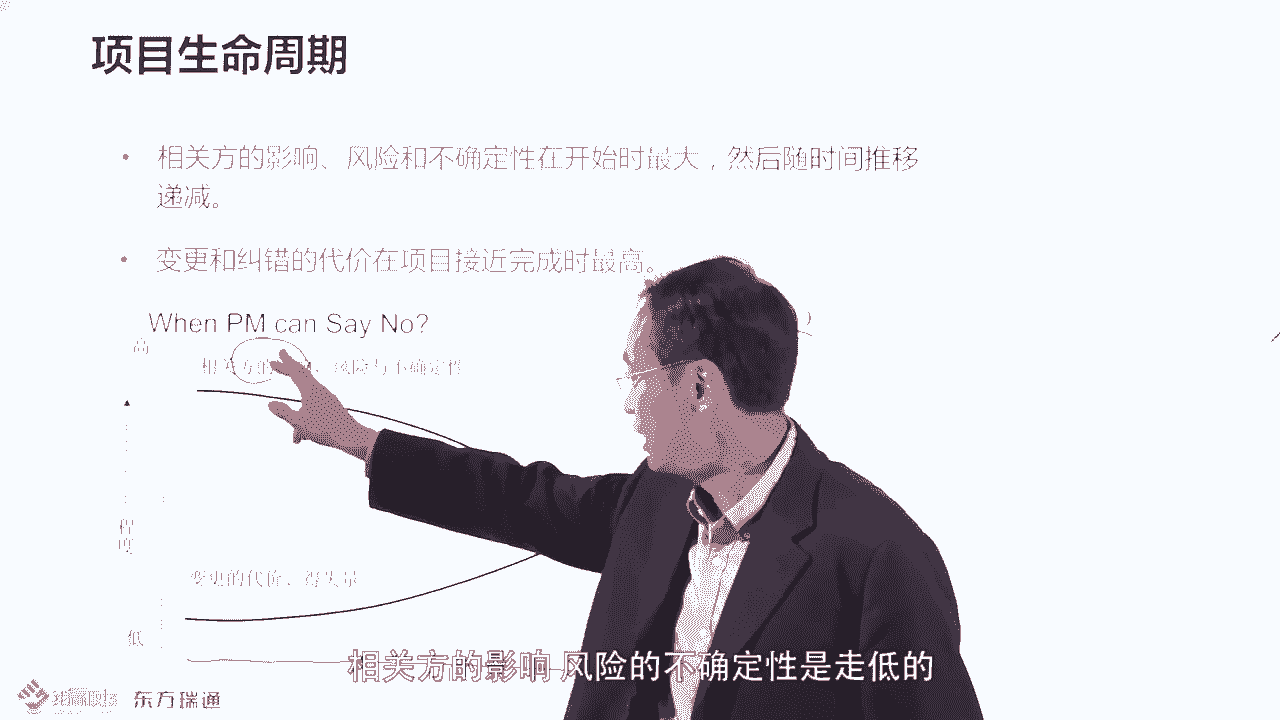 项目生命周期
• 相关方的影响、风险和不确定性在开始时最大，然后随时间推移
递减。
• 变更和纠错的代价在项目接近完成时最高。
When PM can Say No?
高
相关方的 风险与不确定性
程
度
变更的代价、得失量
低
相关方的影响 风险的不确定性是走低的
东方瑞通